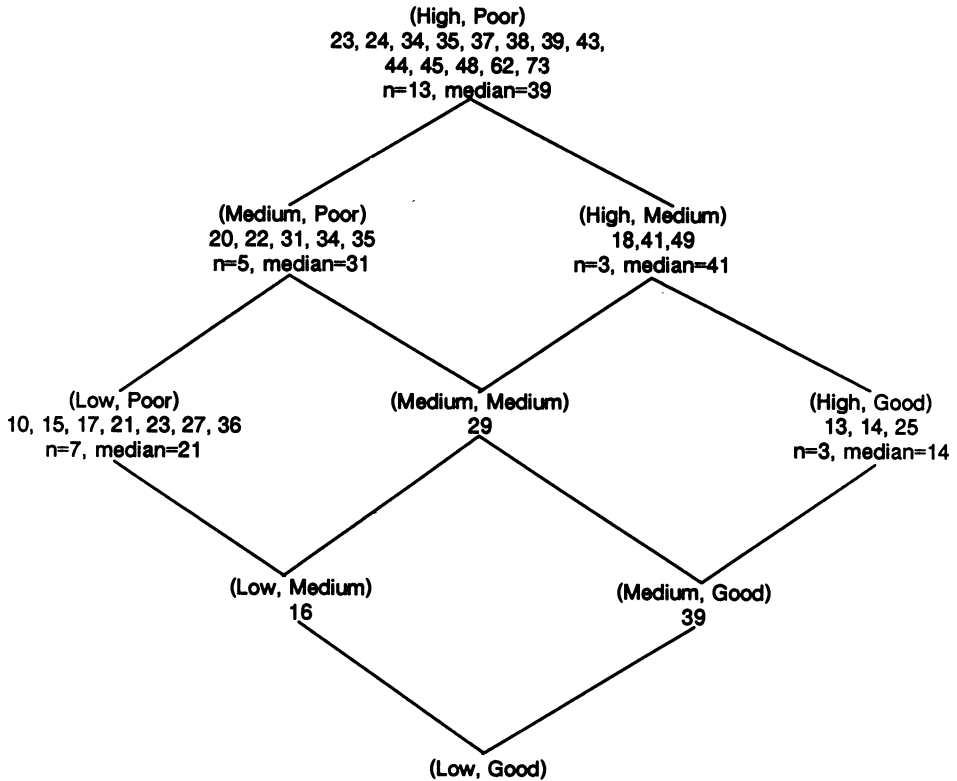 (High, Poor)
23, 24, 34, 35, 37, 38, 39, 43,
44, 45, 48, 62, 73
n=13, median=39
(Medium, Poor)
20, 22, 31, 34, 35
n=5, median=31
(High, Medium)
18,41,49
n=3, median=41
(Low, Poor)
10, 15, 17, 21, 23, 27, 36
n=7, median=21
(Medium, Medium)
29
(High, Good)
13, 14, 25
n=3, median=14
(Low, Medium)
16
(Medium, Good)
39
(Low, Good)